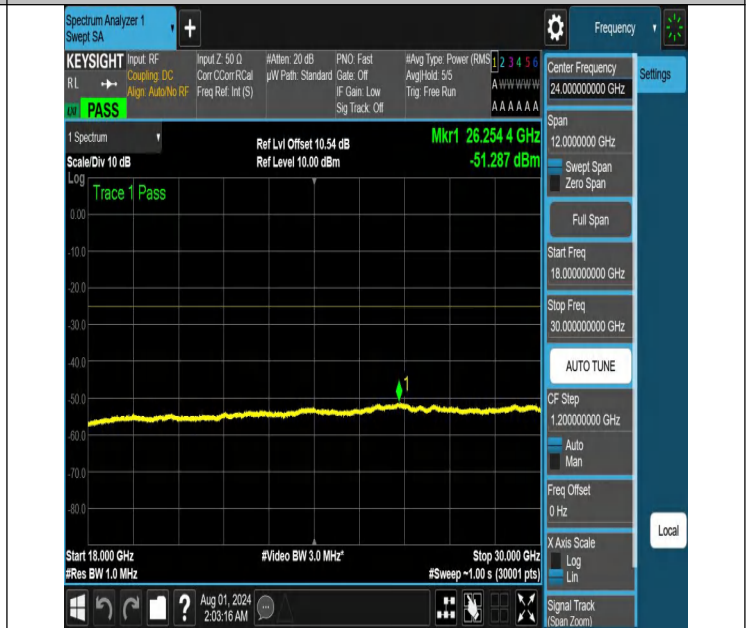 Spectrum Analyzer 1
Swept SA
+
Frequency
KEYSIGHT
RL
PASS
Input: RF
Coupling: DC
Align: Auto/No RF
Input Z: 50 Ω
Corr CCorr RCal
Freq Ref: Int (S)
#Atten: 20 dB
µW Path: Standard
PNO: Fast
Gate: Off
IF Gain: Low
Sig Track: Off
#Avg Type: Power (RMS
Avg|Hold: 5/5
Trig: Free Run
1 2 3 4 5 6
A W W W W W
A A A A A A
1 Spectrum
Scale/Div 10 dB
Ref Lvl Offset 10.54 dB
Ref Level 10.00 dBm
Mkr1 26.254 4 GHz
-51.287 dBm
Log
Trace 1 Pass
0.00
-10.0
-20.0
-30.0
-40.0
-50.0
-60.0
-70.0
-80.0
1
Start 18.000 GHz
#Res BW 1.0 MHz
#Video BW 3.0 MHz*
Stop 30.000 GHz
#Sweep ~1.00 s (30001 pts)
Center Frequency
24.000000000 GHz
Settings
Span
12.0000000 GHz
Swept Span
Zero Span
Full Span
Start Freq
18.000000000 GHz
Stop Freq
30.000000000 GHz
AUTO TUNE
CF Step
1.200000000 GHz
Auto
Man
Freq Offset
0 Hz
X Axis Scale
Log
Lin
Local
Signal Track
(Span Zoom)
?
Aug 01, 2024
2:03:16 AM